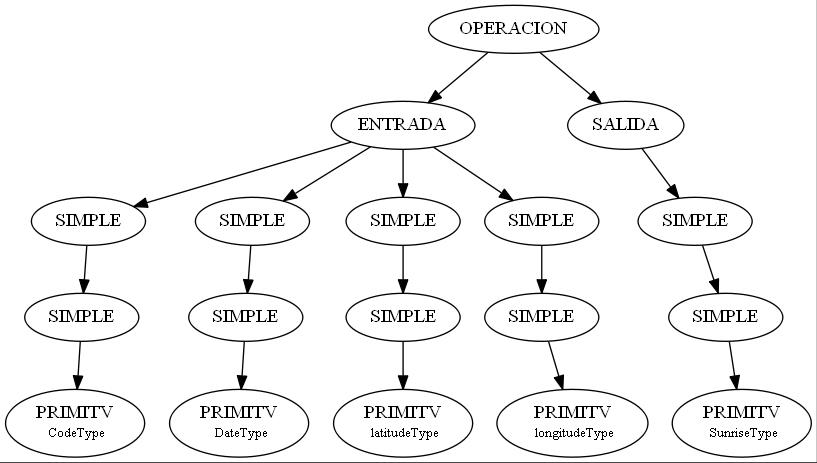 OPERACION
ENTRADA
SALIDA
SIMPLE
SIMPLE
SIMPLE
SIMPLE
SIMPLE
SIMPLE
SIMPLE
SIMPLE
SIMPLE
SIMPLE
PRIMITV
CodeType
PRIMITV
DateType
PRIMITV
latitudeType
PRIMITV
longitudeType
PRIMITV
SunriseType